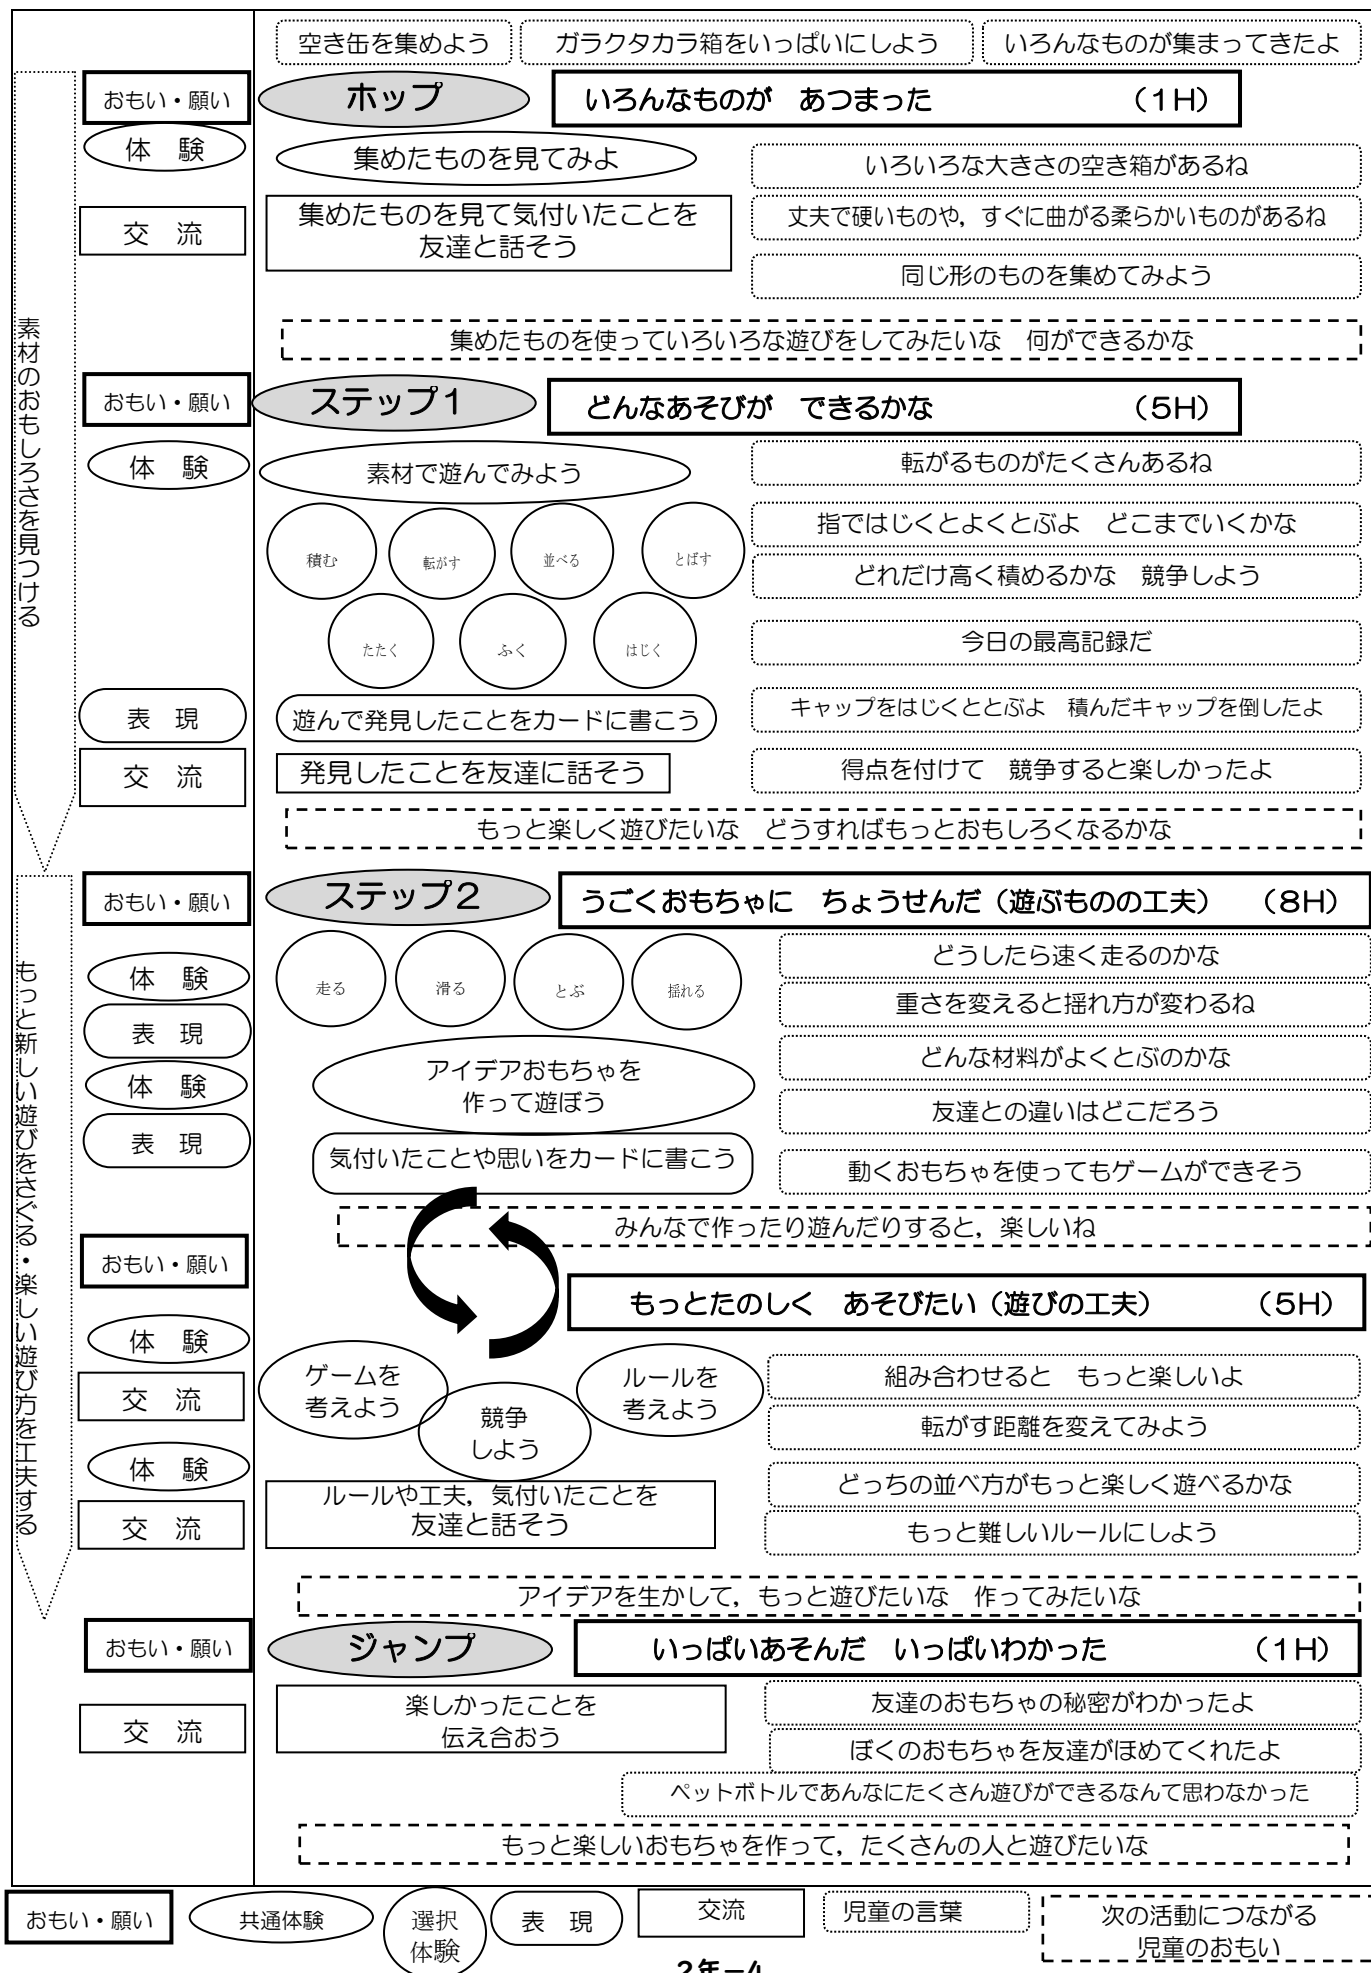 空き缶を集めよう
ガラクタカラ箱をいっぱいにしよう
いろんなものが集まってきたよ
おもい・願い
ホップ
いろんなものが　あつまった　（1H）
体　験
集めたものを見てみよ
いろいろな大きさの空き箱があるね
交　流
集めたものを見て気付いたことを
友達と話そう
丈夫で硬いものや，すぐに曲がる柔らかいものがあるね
同じ形のものを集めてみよう
集めたものを使っていろいろな遊びをしてみたいな　何ができるかな
素材のおもしろさを見つける
おもい・願い
ステップ1
どんなあそびが　できるかな　（5H）
体　験
素材で遊んでみよう
転がるものがたくさんあるね
積む
転がす
並べる
とばす
指ではじくとよくとぶよ　どこまでいくかな
どれだけ高く積めるかな　競争しよう
たたく
ふく
はじく
今日の最高記録だ
表　現
遊んで発見したことをカードに書こう
キャップをはじくととぶよ　積んだキャップを倒したよ
交　流
発見したことを友達に話そう
得点を付けて　競争すると楽しかったよ
もっと楽しく遊びたいな　どうすればもっとおもしろくなるかな
おもい・願い
ステップ2
うごくおもちゃに　ちょうせんだ（遊ぶものの工夫）　（8H）
もっと新しい遊びをさぐる・楽しい遊び方を工夫する
体　験
走る
滑る
とぶ
揺れる
どうしたら速く走るのかな
重さを変えると揺れ方が変わるね
表　現
体　験
アイデアおもちゃを
作って遊ぼう
どんな材料がよくとぶのかな
友達との違いはどこだろう
表　現
気付いたことや思いをカードに書こう
動くおもちゃを使ってもゲームができそう
みんなで作ったり遊んだりすると，楽しいね
おもい・願い
もっとたのしく　あそびたい（遊びの工夫）　（5H）
体　験
ゲームを
考えよう
競争
しよう
ルールを
考えよう
組み合わせると　もっと楽しいよ
交　流
転がす距離を変えてみよう
体　験
どっちの並べ方がもっと楽しく遊べるかな
交　流
ルールや工夫，気付いたことを
友達と話そう
もっと難しいルールにしよう
アイデアを生かして，もっと遊びたいな　作ってみたいな
おもい・願い
ジャンプ
いっぱいあそんだ　いっぱいわかった　（1H）
交　流
楽しかったことを
伝え合おう
友達のおもちゃの秘密がわかったよ
ぼくのおもちゃを友達がほめてくれたよ
ペットボトルであんなにたくさん遊びができるなんて思わなかった
もっと楽しいおもちゃを作って，たくさんの人と遊びたいな
おもい・願い
共通体験
選択
体験
表　現
交流
児童の言葉
次の活動につながる
児童のおもい
2年－4